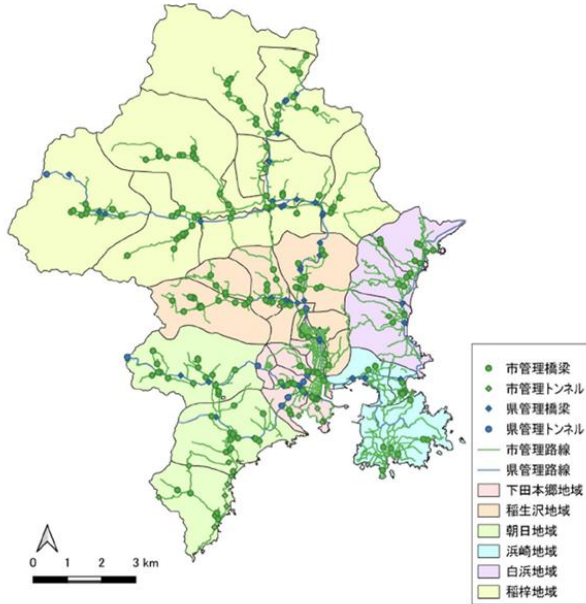 市管理橋梁
市管理トンネル
県管理橋梁
県管理トンネル
市管理路線
県管理路線
下田本郷地域
稲生沢地域
朝日地域
浜崎地域
白浜地域
稲梓地域
0 1 2 3 km